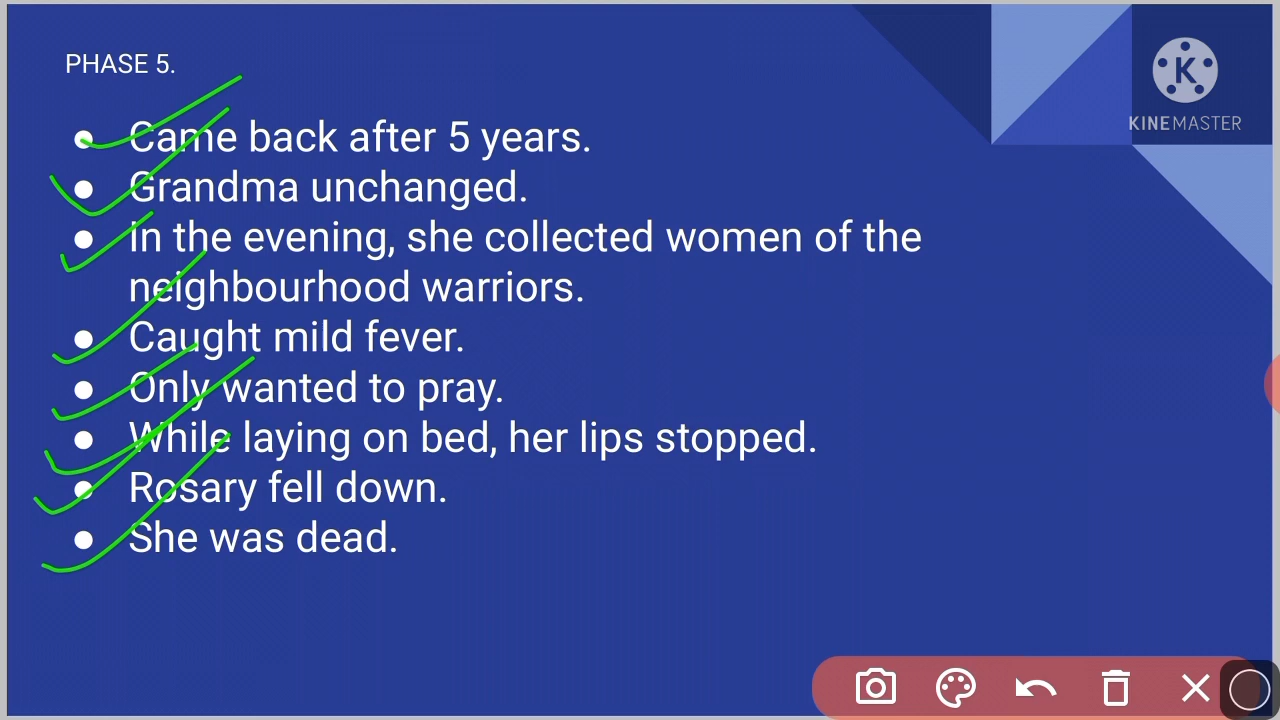 PHASE 5.
K
KINEMASTER
● Came back after 5 years.
● Grandma unchanged.
● In the evening, she collected women of the
neighbourhood warriors.
● Caught mild fever.
● Only wanted to pray.
● While laying on bed, her lips stopped.
● Rosary fell down.
● She was dead.